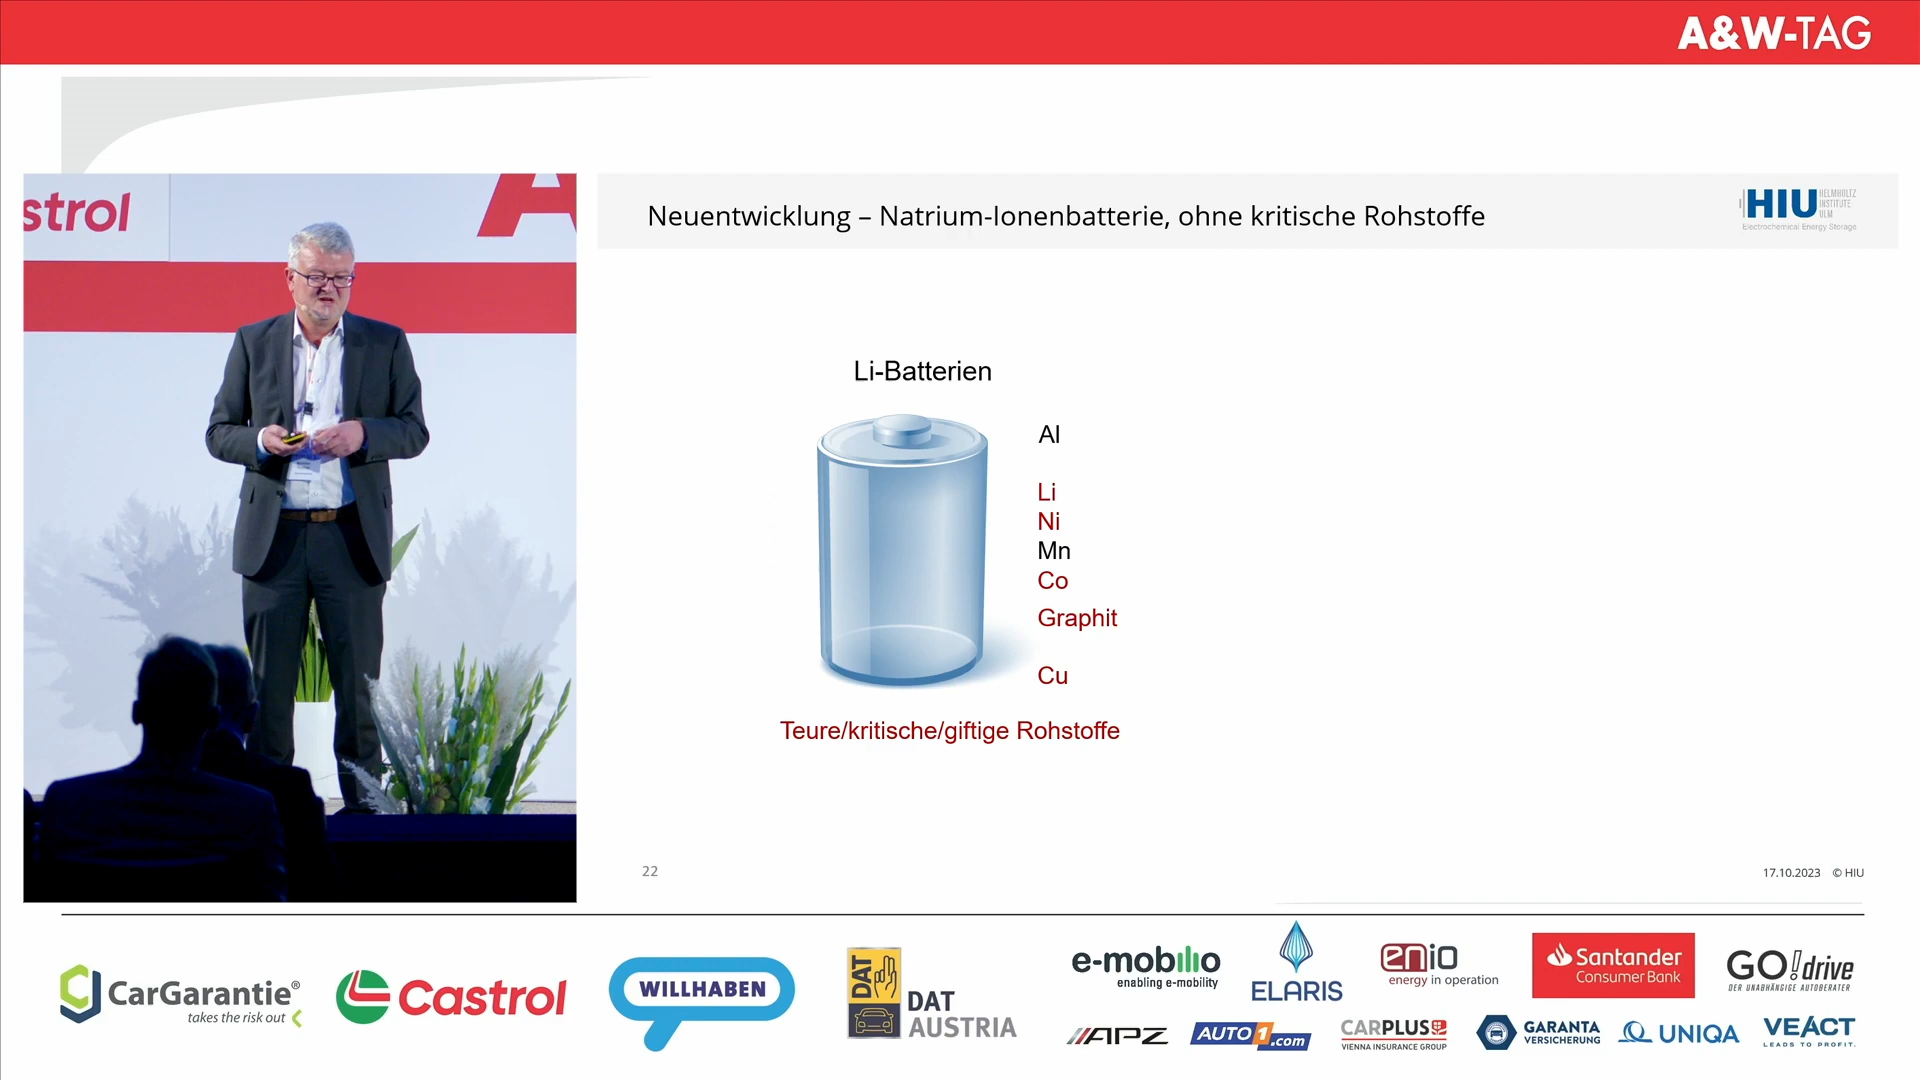 A&W-TAG
strol
A
Neuentwicklung – Natrium-Ionenbatterie, ohne kritische Rohstoffe
HIU
HELMHOLTZ
INSTITUTE
ULM
Electrochemical Energy Storage
Li-Batterien
Al
Li
Ni
Mn
Co
Graphit
Cu
Teure/kritische/giftige Rohstoffe
22
17.10.2023 © HIU
CarGarantie®
takes the risk out
Castrol
WILLHABEN
DAT
DAT
AUSTRIA
e-mobilio
enabling e-mobility
ELARIS
enio
energy in operation
Santander
Consumer Bank
GO!drive
DER UNABHÄNGIGE AUTOBERATER
APZ
AUTO1.com
CARPLUS
VIENNA INSURANCE GROUP
GARANTA
VERSICHERUNG
UNIQA
VEACT
LEADS TO PROFIT.